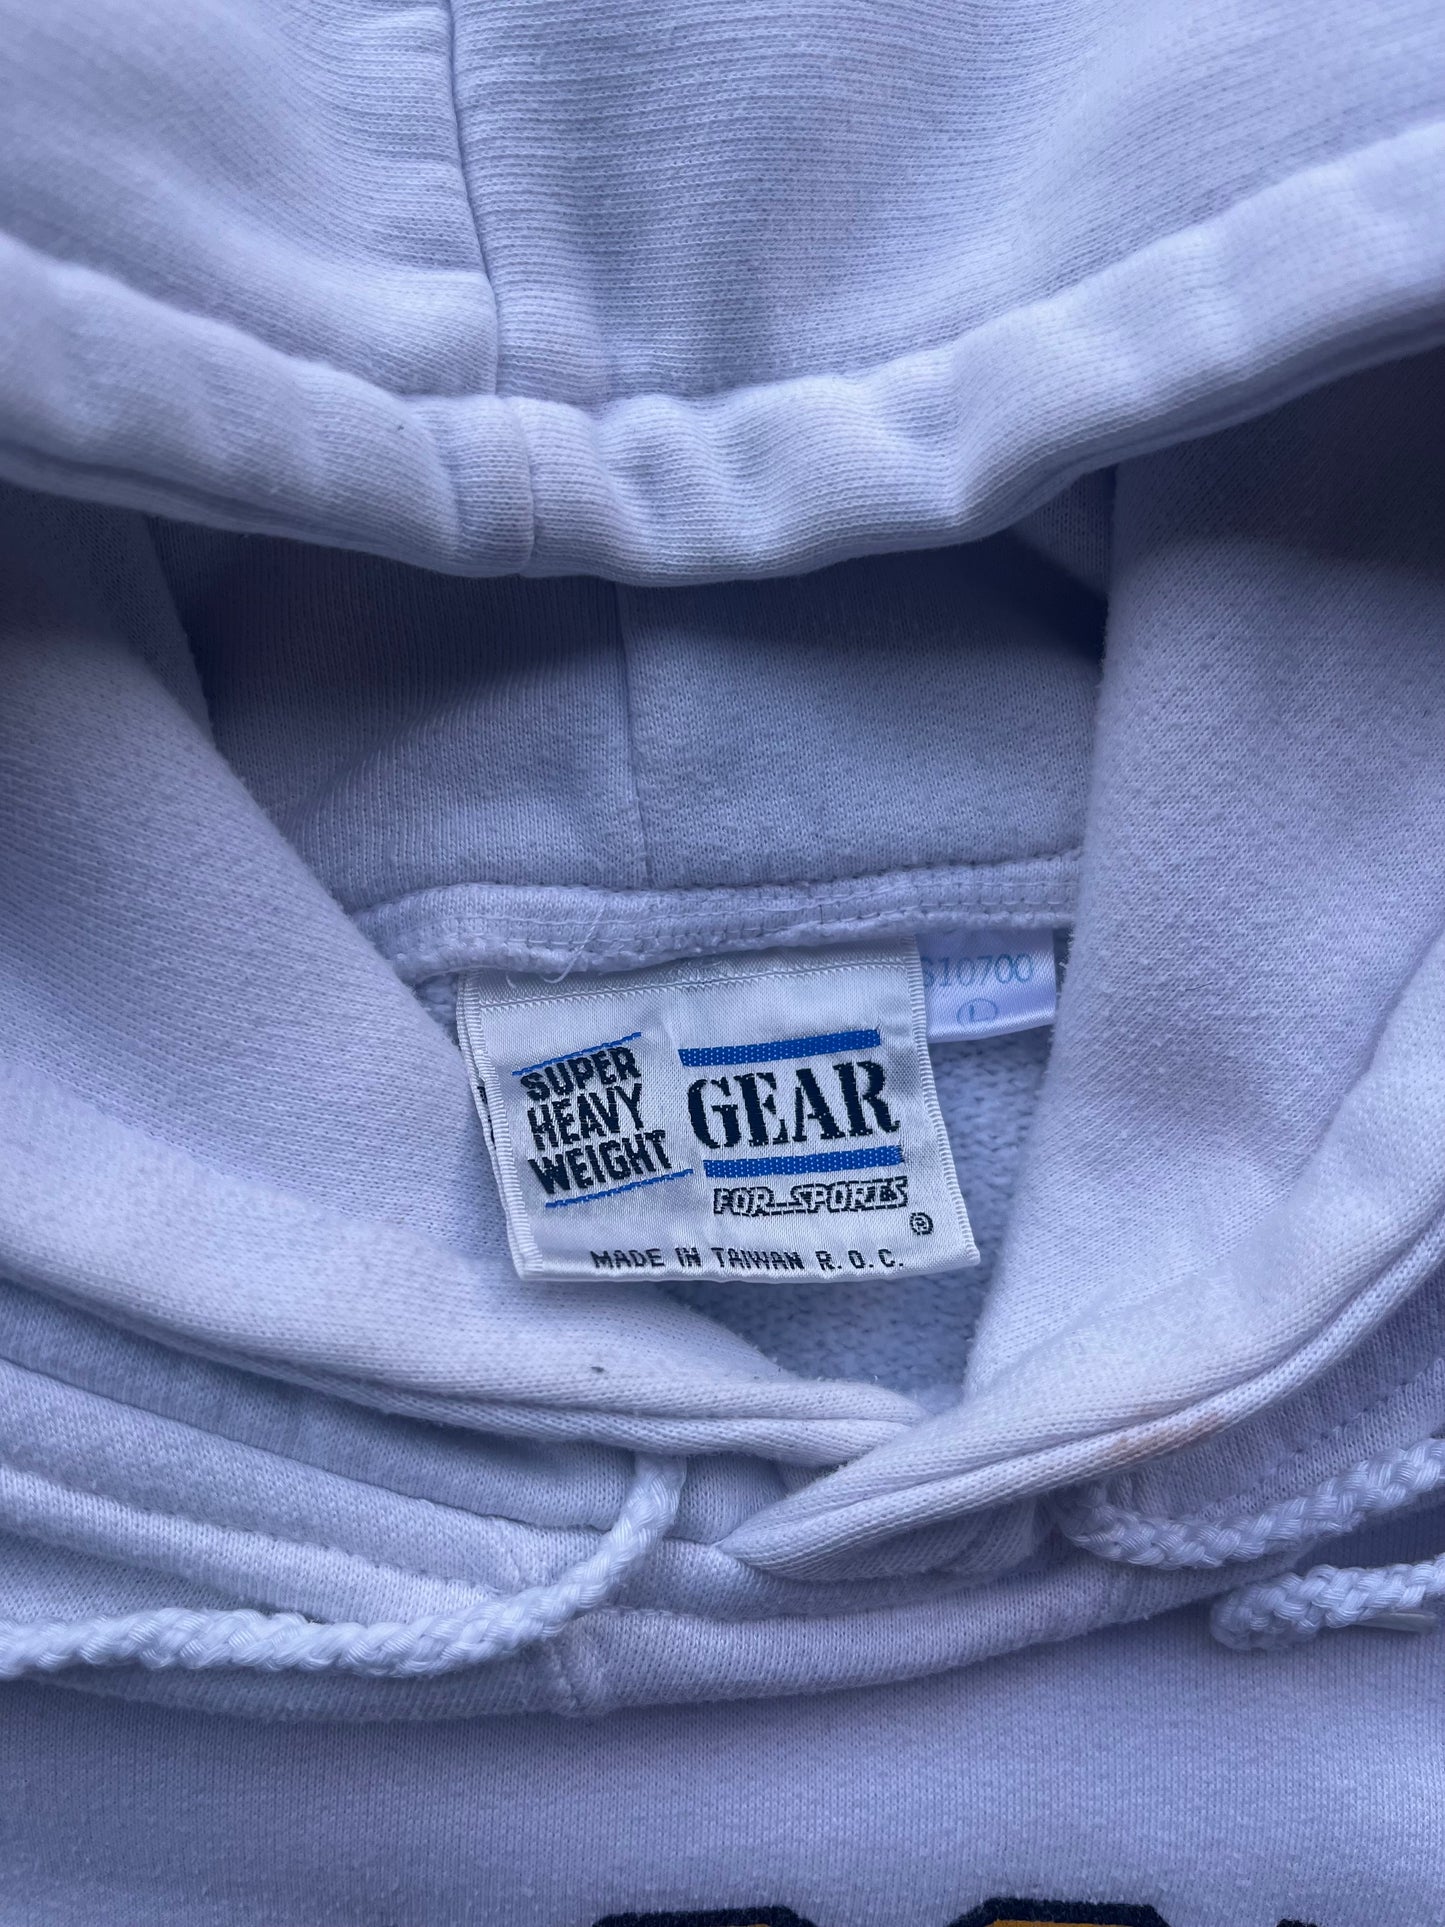 SUPER
HEAVY
WEIGHT
GEAR
FOR SPORTS
®
MADE IN TAIWAN R.O.C.
S10700
L